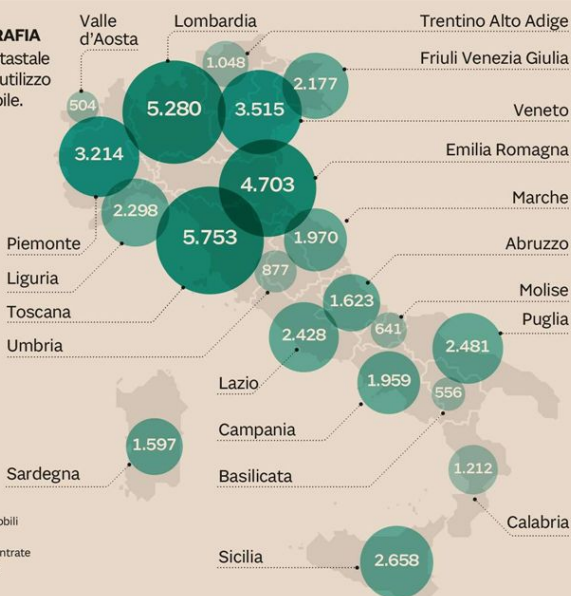 RAFIA
tastale
utilizzo
bile.
Valle
d'Aosta
Lombardia
Trentino Alto Adige
Friuli Venezia Giulia
Veneto
Emilia Romagna
Marche
Abruzzo
Molise
Puglia
Piemonte
Liguria
Toscana
Umbria
Lazio
Campania
Basilicata
Sardegna
Calabria
Sicilia
1.048
2.177
504
5.280
3.515
3.214
4.703
2.298
5.753
1.970
877
1.623
641
2.428
2.481
1.959
556
1.597
1.212
2.658
obili
ntrate